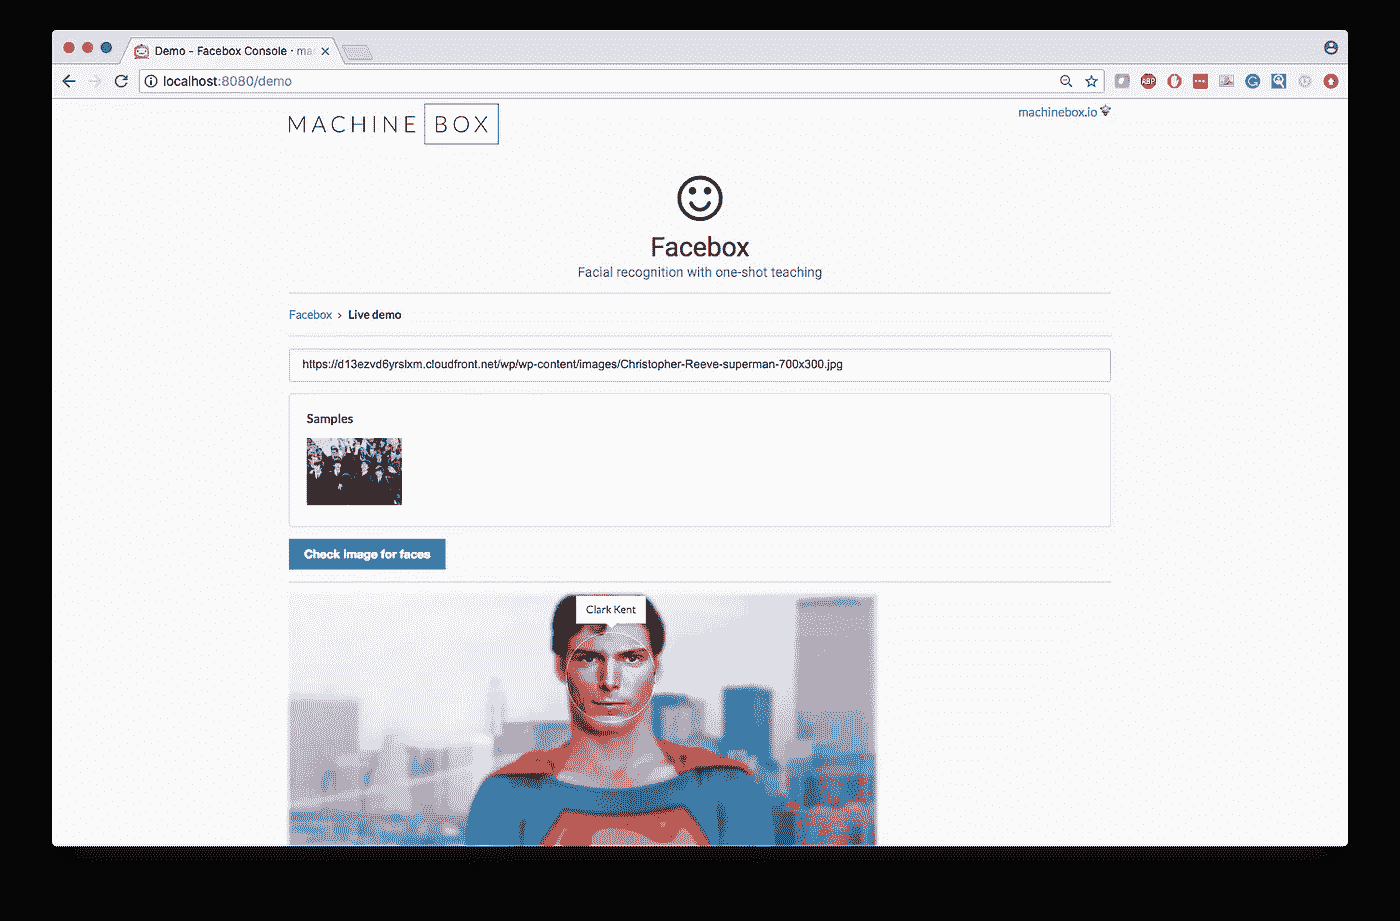 Demo - Facebox Console · ma
localhost:8080/demo
ABP
MACHINE BOX
machinebox.io
Facebox
Facial recognition with one-shot teaching
Facebox › Live demo
https://d13ezvd6yrslxm.cloudfront.net/wp/wp-content/images/Christopher-Reeve-superman-700x300.jpg
Samples
Check image for faces
Clark Kent